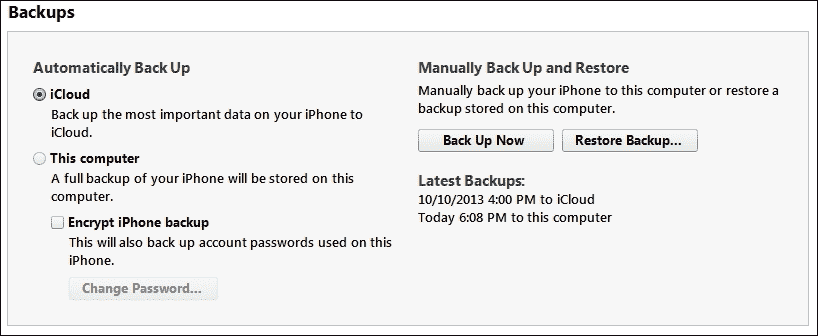 Backups
Automatically Back Up
iCloud
Back up the most important data on your iPhone to
iCloud.
This computer
A full backup of your iPhone will be stored on this
computer.
Encrypt iPhone backup
This will also back up account passwords used on this
iPhone.
Change Password...
Manually Back Up and Restore
Manually back up your iPhone to this computer or restore a
backup stored on this computer.
Back Up Now
Restore Backup...
Latest Backups:
10/10/2013 4:00 PM to iCloud
Today 6:08 PM to this computer